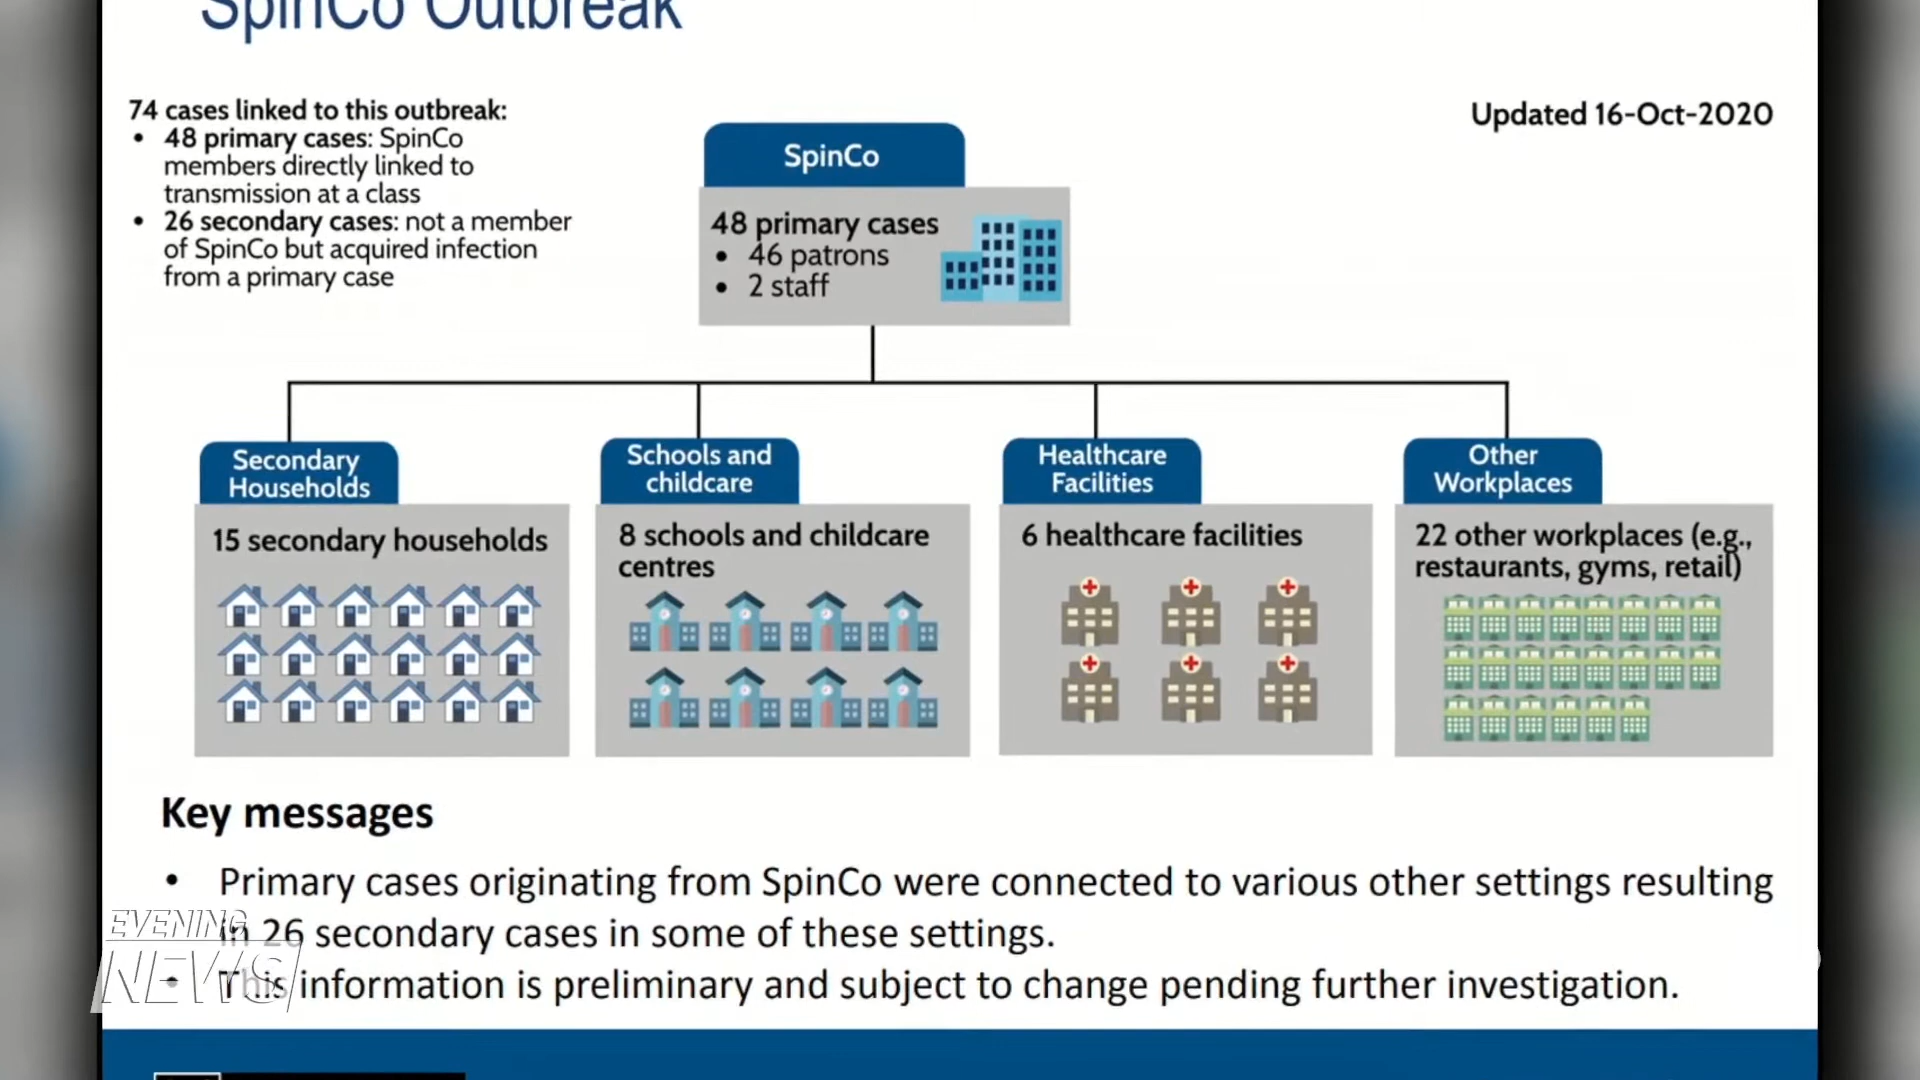 SpinCo Outbreak
74 cases linked to this outbreak:
• 48 primary cases: SpinCo
members directly linked to
transmission at a class
• 26 secondary cases: not a member
of SpinCo but acquired infection
from a primary case
Updated 16-Oct-2020
SpinCo
48 primary cases
• 46 patrons
• 2 staff
Secondary
Households
15 secondary households
Schools and
childcare
8 schools and childcare
centres
Healthcare
Facilities
6 healthcare facilities
Other
Workplaces
22 other workplaces (e.g.,
restaurants, gyms, retail)
Key messages
• Primary cases originating from SpinCo were connected to various other settings resulting
in 26 secondary cases in some of these settings.
• This information is preliminary and subject to change pending further investigation.
EVENING
NEWS